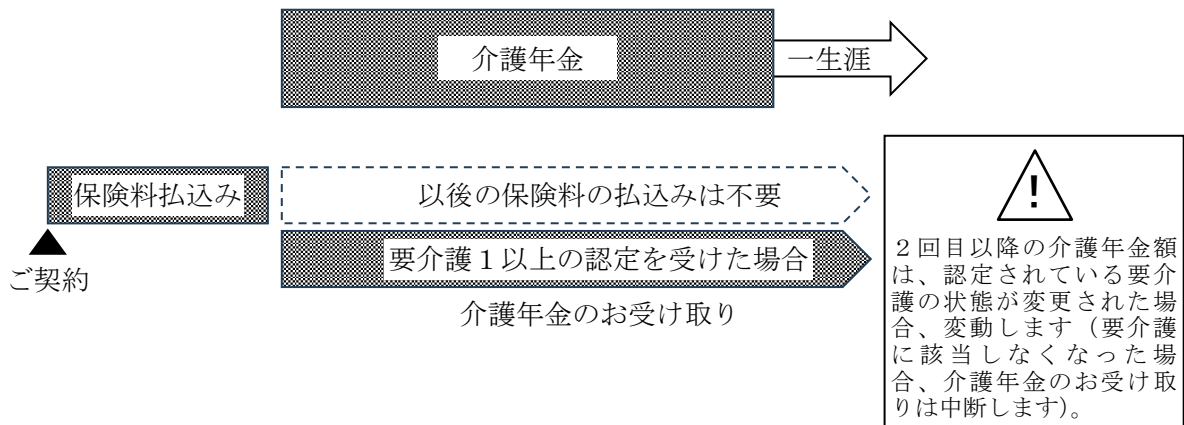 介護年金
一生涯
保険料払込み
以後の保険料の払込みは不要
要介護１以上の認定を受けた場合
ご契約
介護年金のお受け取り
!
２回目以降の介護年金額
は、認定されている要介
護の状態が変更された場
合、変動します（要介護
に該当しなくなった場
合、介護年金のお受け取
りは中断します）。